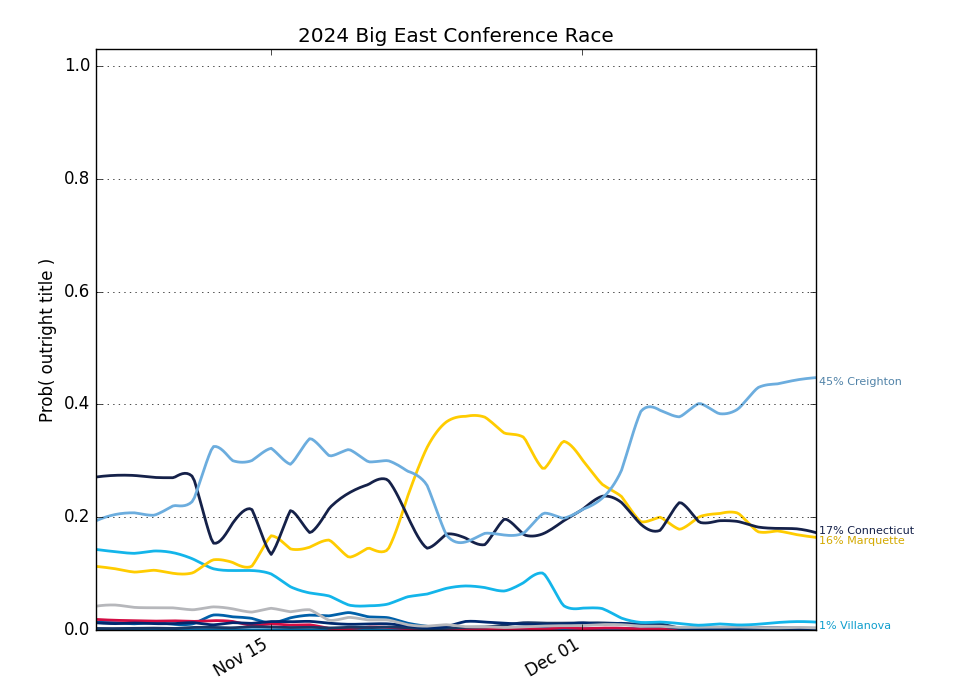 2024 Big East Conference Race
Prob( outright title )
1.0
0.8
0.6
0.4
0.2
0.0
45% Creighton
17% Connecticut
16% Marquette
1% Villanova
Nov 15
Dec 01